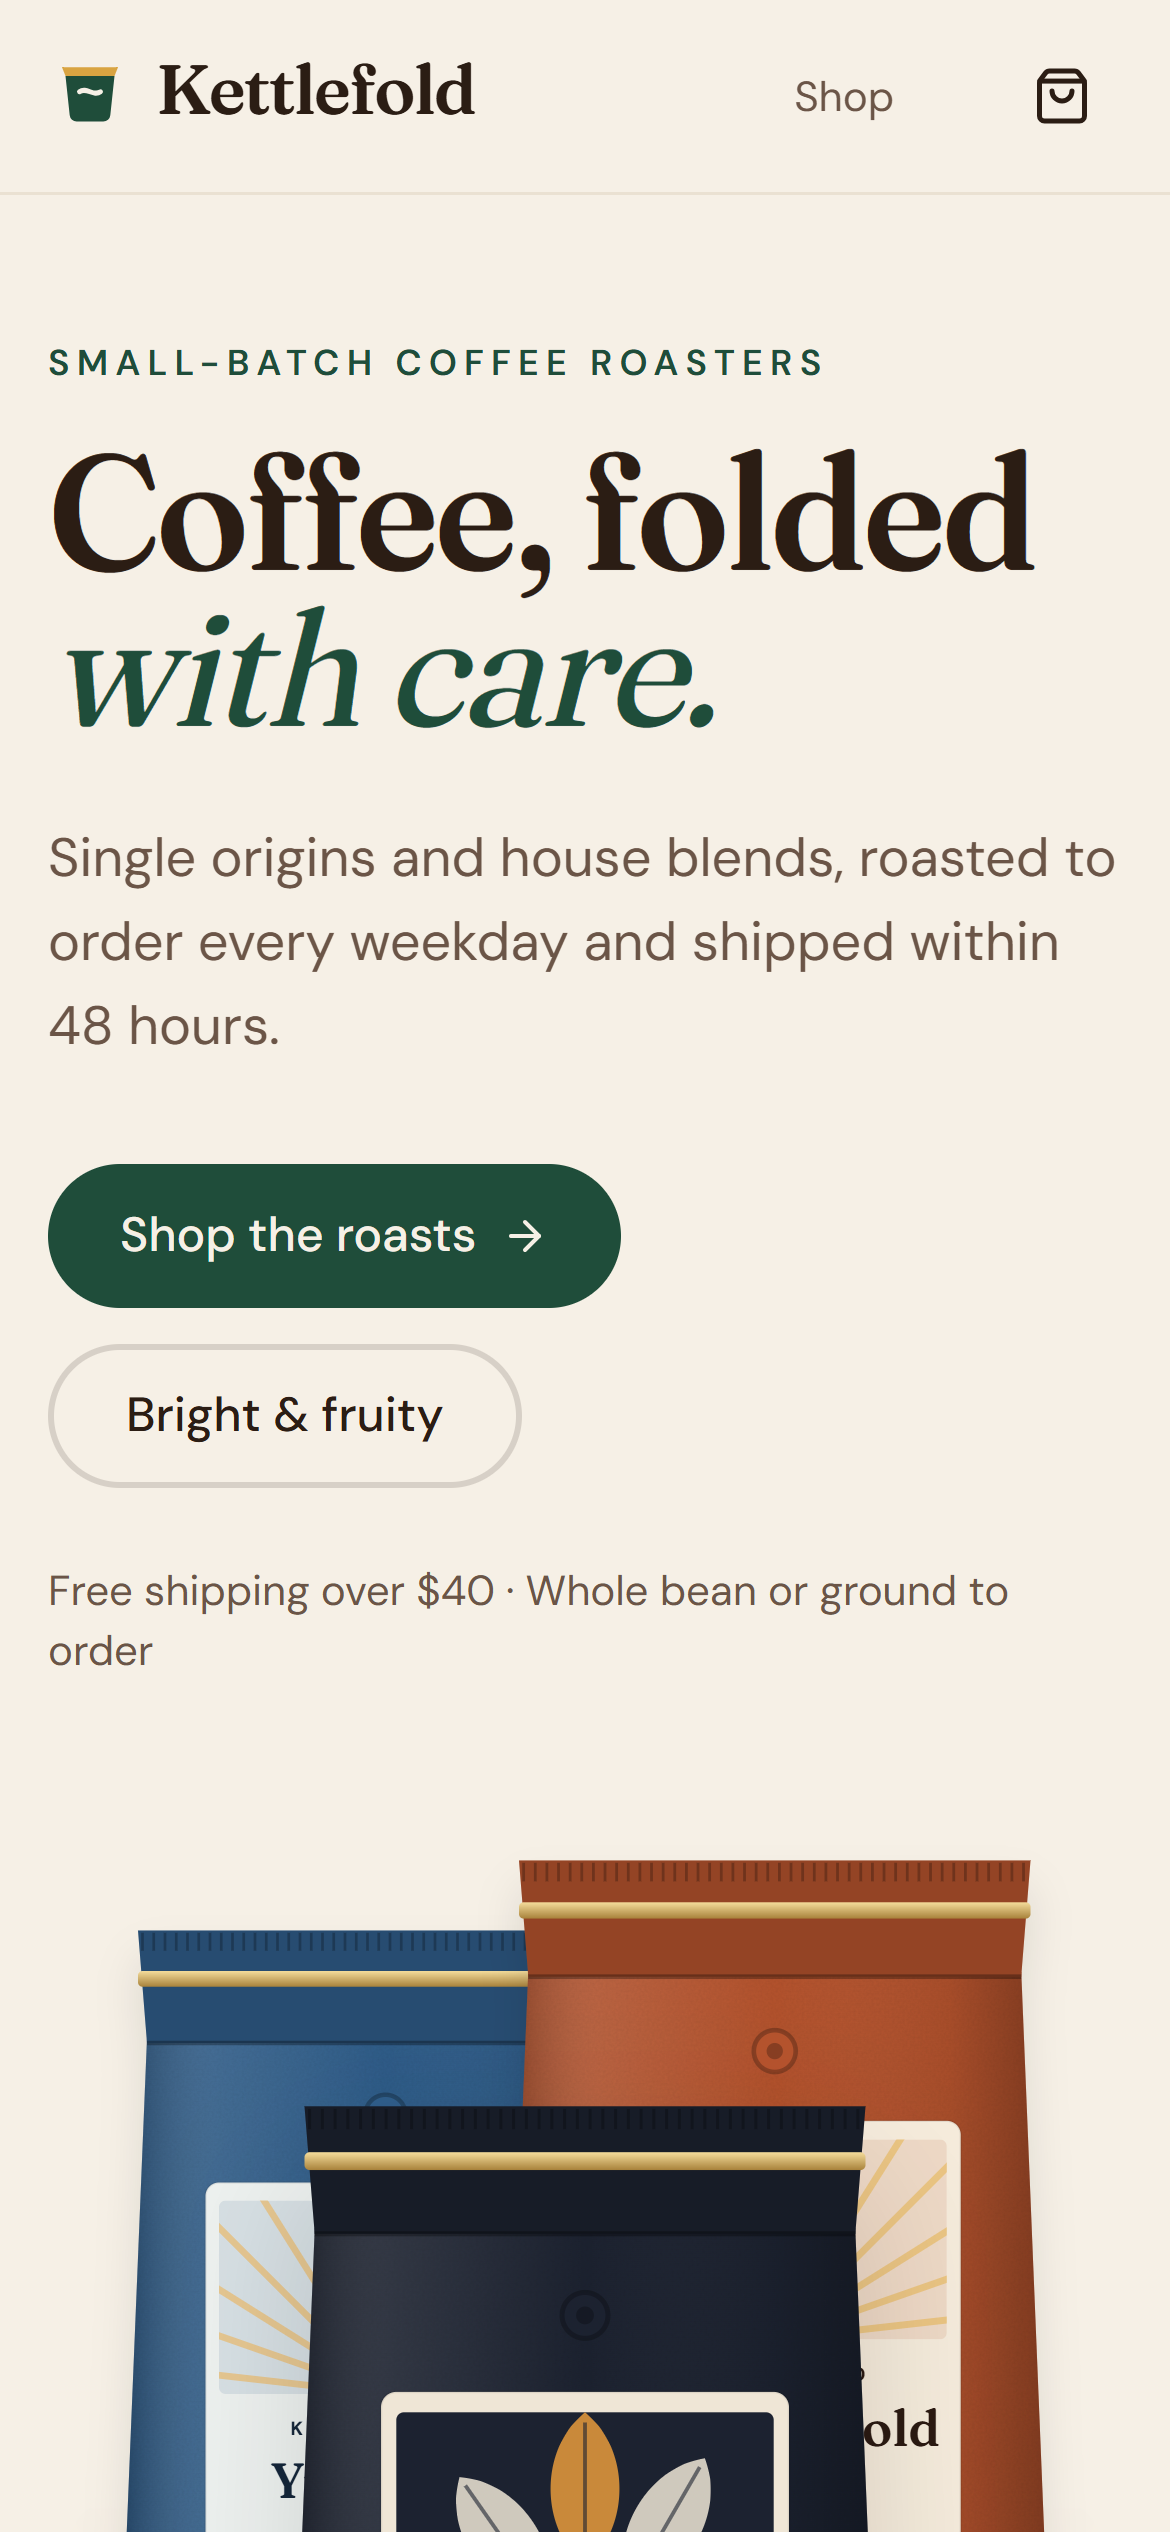 Kettlefold
Shop
SMALL-BATCH COFFEE ROASTERS
Coffee, folded
with care.
Single origins and house blends, roasted to
order every weekday and shipped within
48 hours.
Shop the roasts →
Bright & fruity
Free shipping over $40 · Whole bean or ground to
order